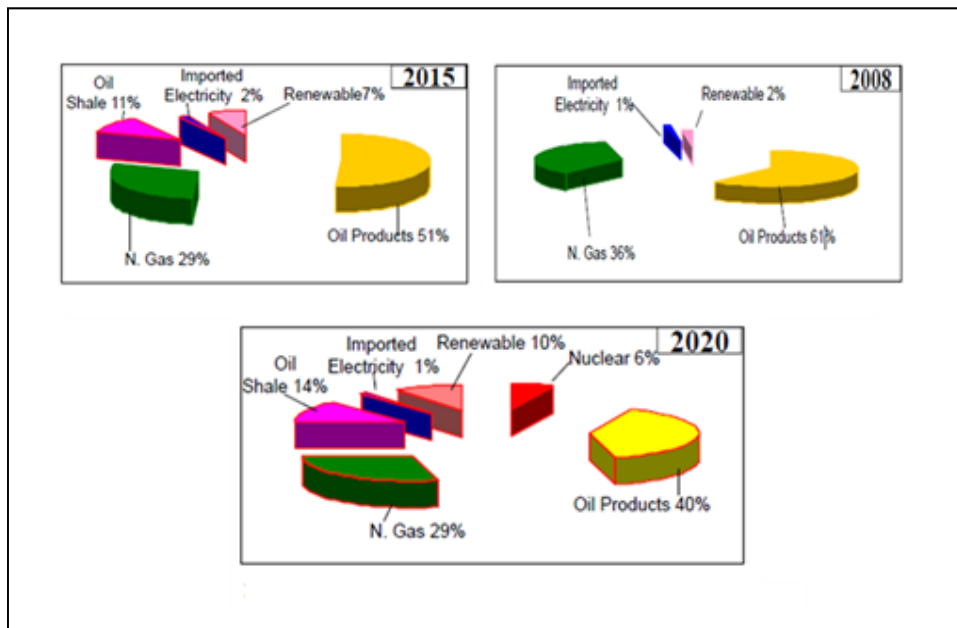 2015
Oil
Shale 11%
Imported
Electricity 2%
Renewable7%
Oil Products 51%
N. Gas 29%
2008
Imported
Electricity 1%
Renewable 2%
N. Gas 36%
Oil Products 61%
2020
Oil
Shale 14%
Imported
Electricity 1%
Renewable 10%
Nuclear 6%
Oil Products 40%
N. Gas 29%